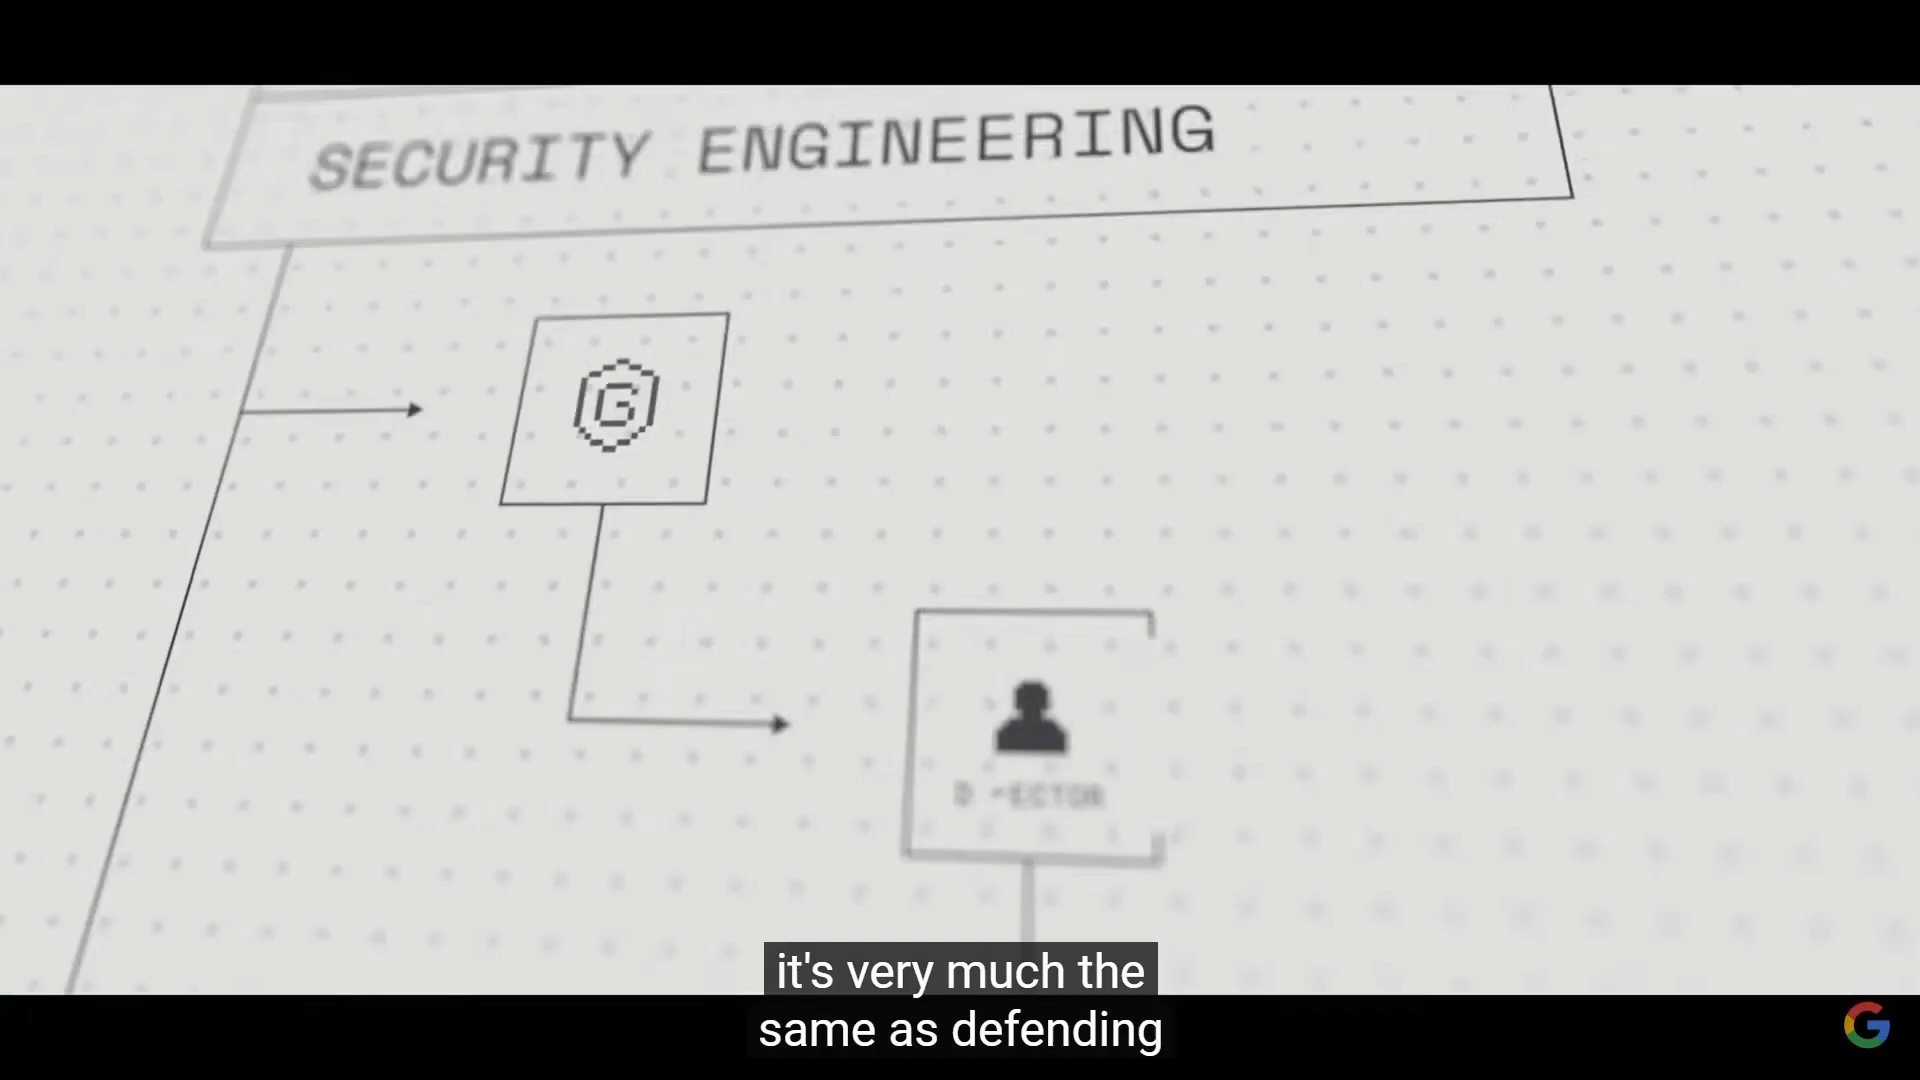 SECURITY ENGINEERING
G
it's very much the
same as defending